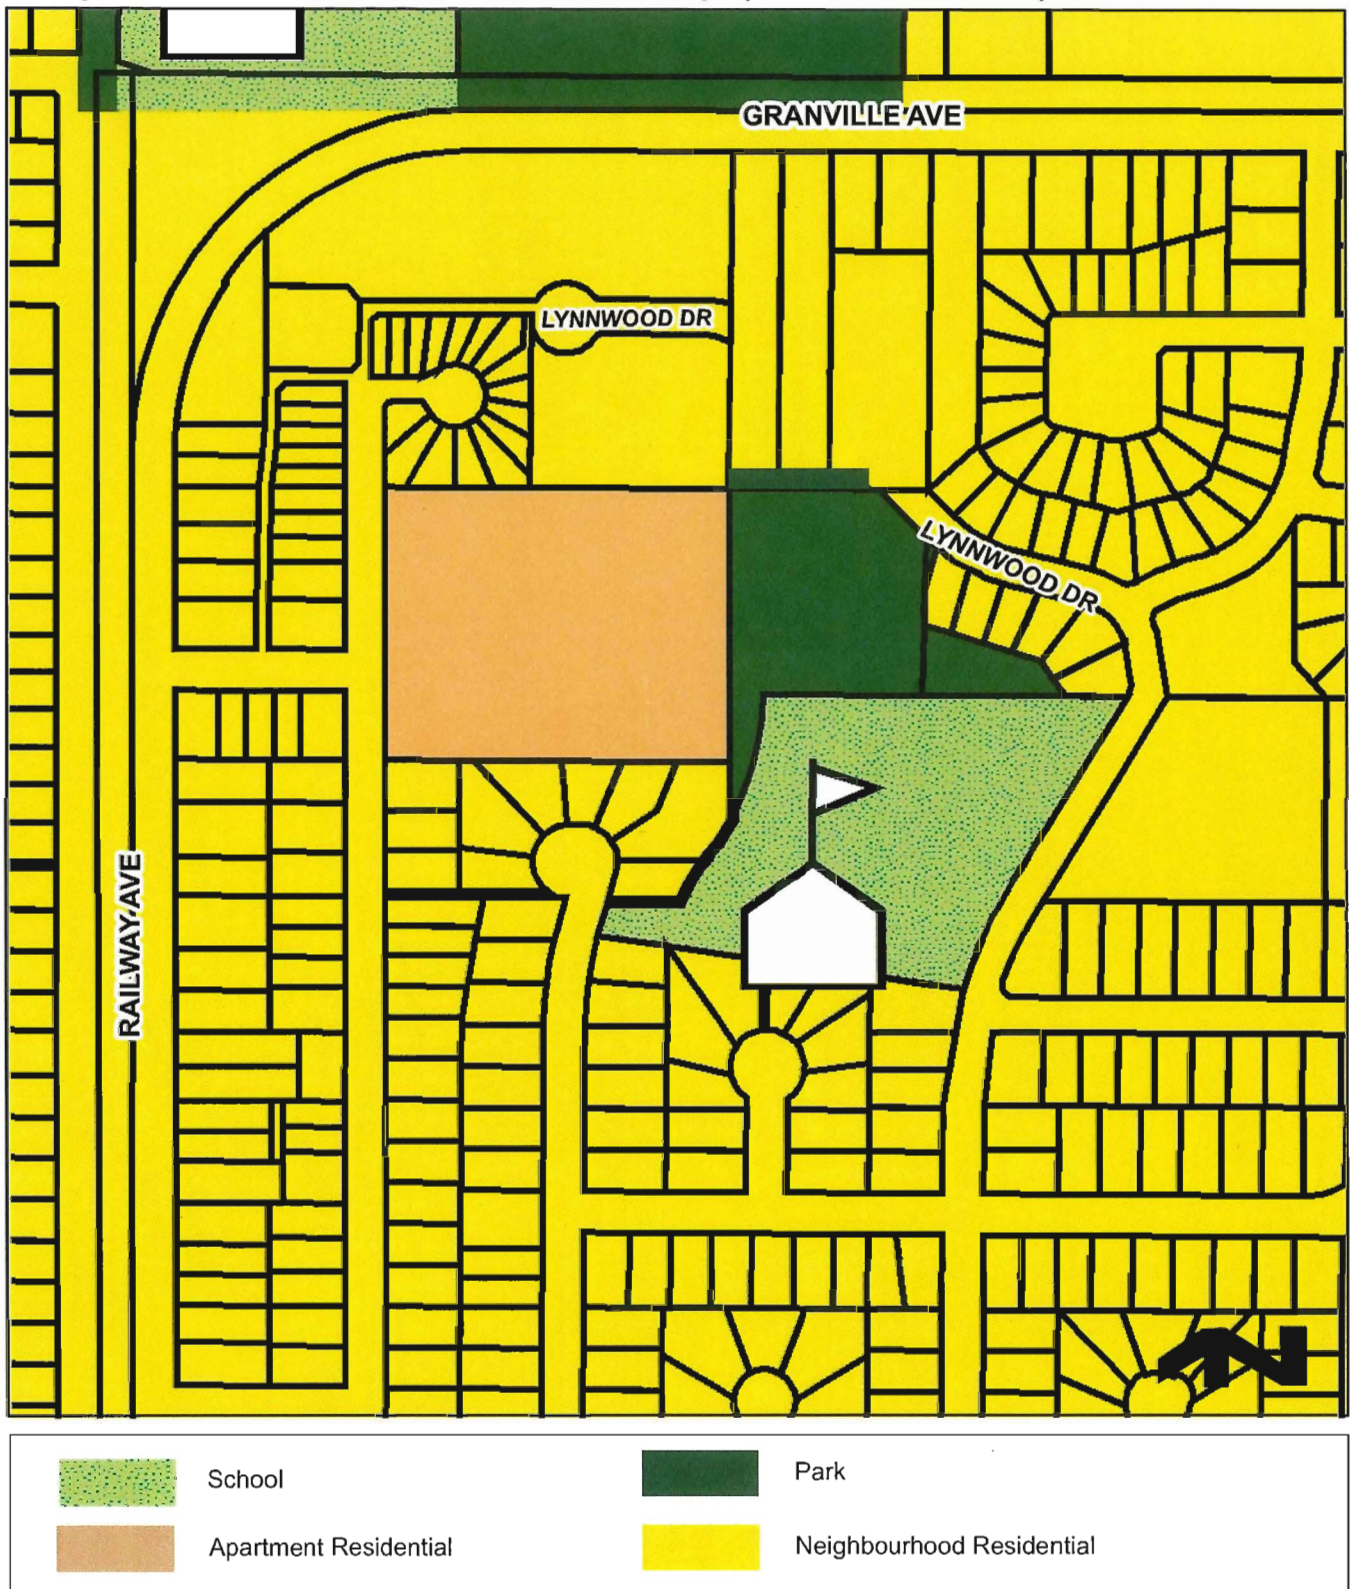 GRANVILLE AVE
LYNNWOOD DR
LYNNWOOD DR
RAILWAY AVE
School
Park
Apartment Residential
Neighbourhood Residential